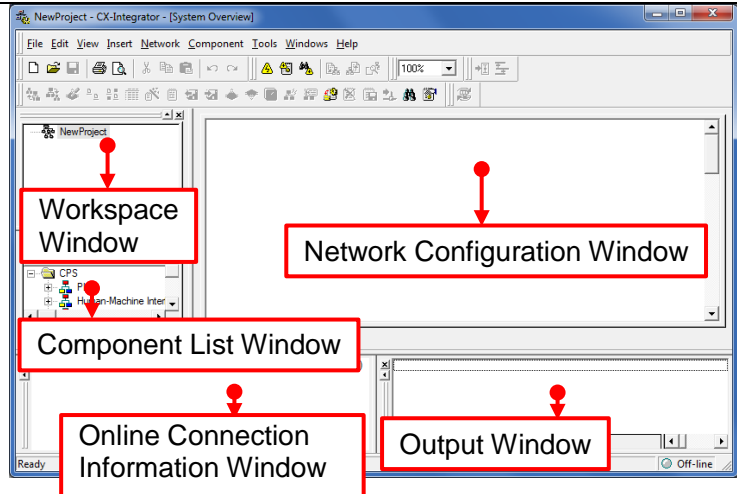 NewProject - CX-Integrator - [System Overview]
File Edit View Insert Network Component Tools Windows Help
100%
NewProject
Workspace
Window
Network Configuration Window
CPS
Human-Machine Inter
Component List Window
Online Connection
Information Window
Output Window
Ready
Off-line